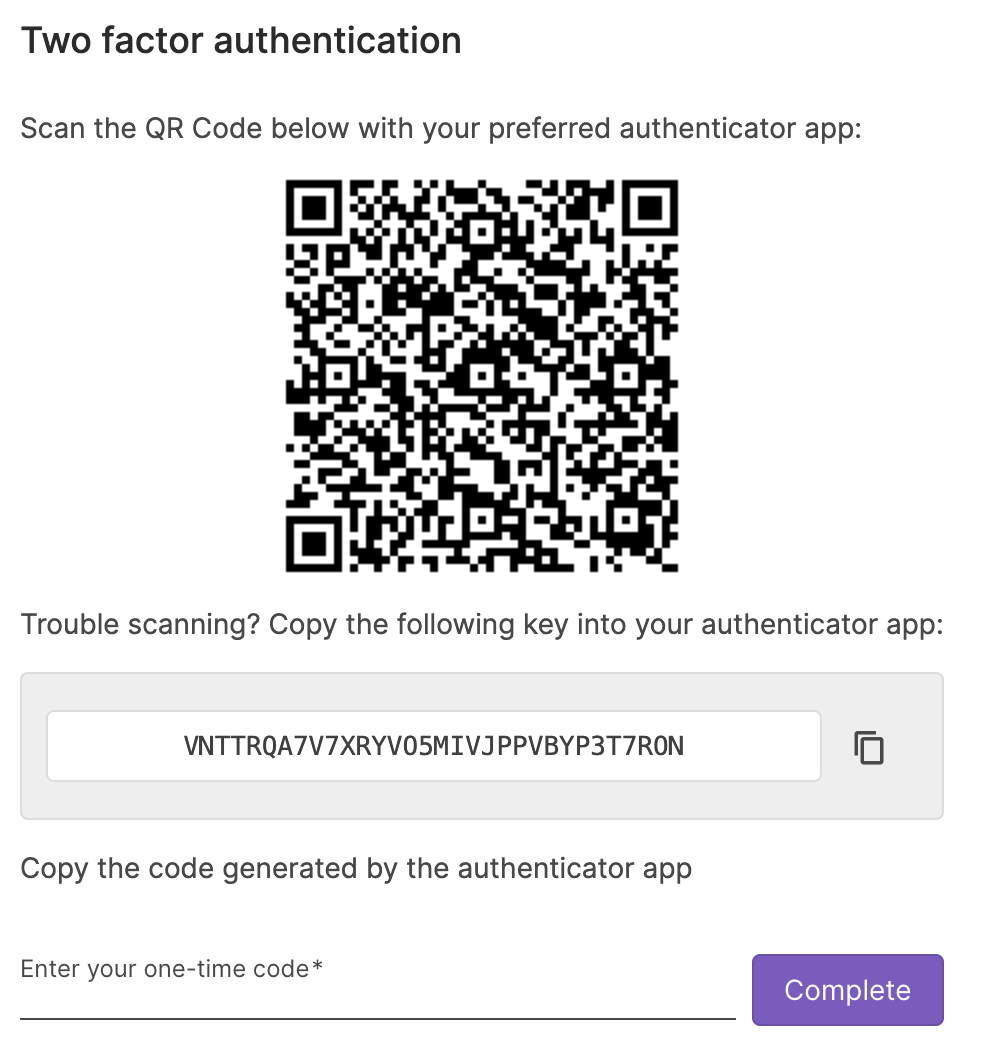 Two factor authentication
Scan the QR Code below with your preferred authenticator app:
Trouble scanning? Copy the following key into your authenticator app:
VNTTRQA7V7XRYVO5MIVJPPVBYP3T7RON
Copy the code generated by the authenticator app
Enter your one-time code*
Complete